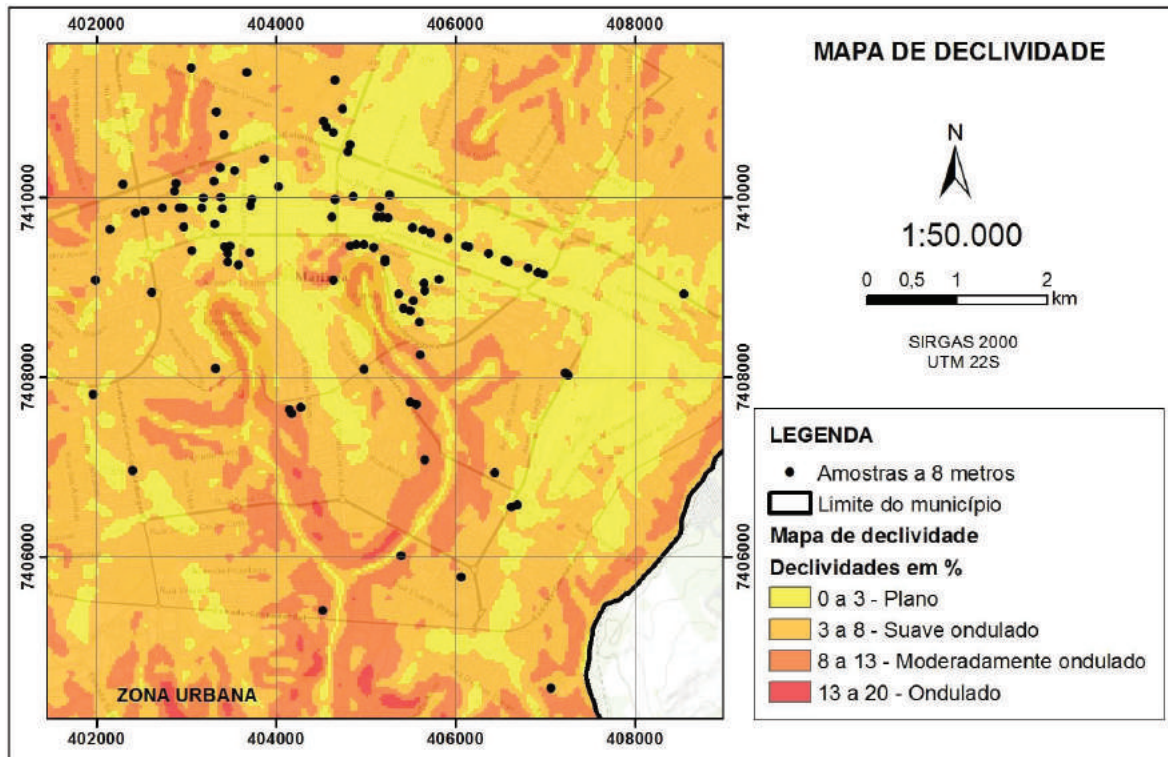 402000 404000 406000 408000
7410000
7408000
7406000
7410000
7408000
7406000
ZONA URBANA
402000 404000 406000 408000
MAPA DE DECLIVIDADE
N
1:50.000
0 0,5 1 2
km
SIRGAS 2000
UTM 22S
LEGENDA
Amostras a 8 metros
Limite do município
Mapa de declividade
Declividades em %
0 a 3 - Plano
3 a 8 - Suave ondulado
8 a 13 - Moderadamente ondulado
13 a 20 - Ondulado